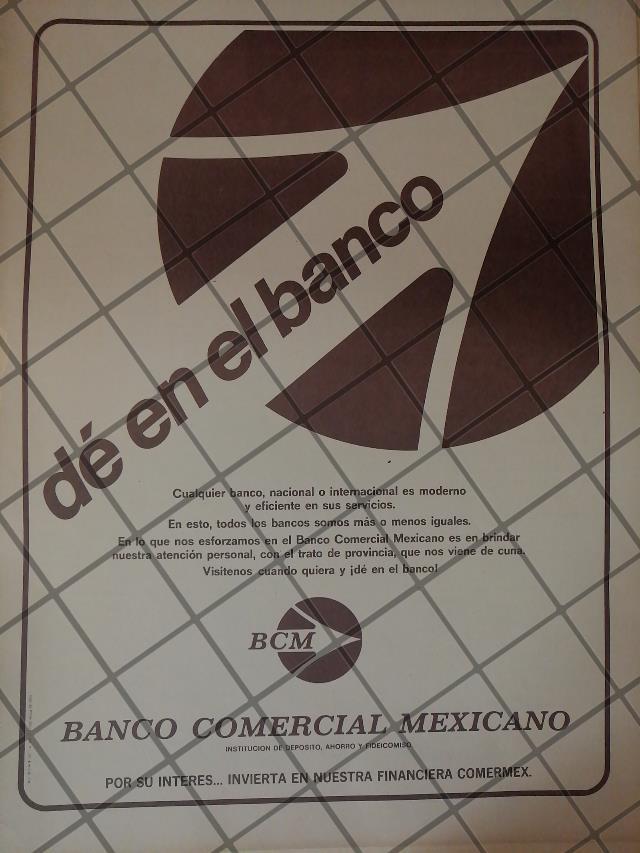 dé en el banco
Cualquier banco, nacional o internacional es moderno
y eficiente en sus servicios.
En esto, todos los bancos somos más o menos iguales.
En lo que nos esforzamos en el Banco Comercial Mexicano es en brindar
nuestra atención personal, con el trato de provincia, que nos viene de cuna.
Visítenos cuando quiera y ¡dé en el banco!
BCM
BANCO COMERCIAL MEXICANO
INSTITUCION DE DEPOSITO, AHORRO Y FIDEICOMISO.
POR SU INTERES... INVIERTA EN NUESTRA FINANCIERA COMERMEX.